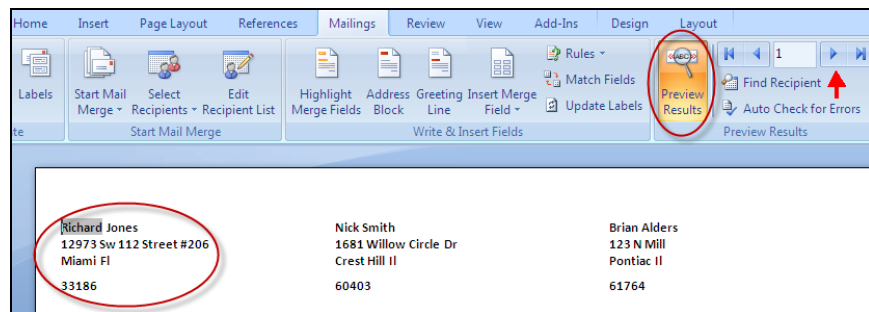 Home Insert Page Layout References Mailings Review View Add-Ins Design Layout
Labels Start Mail Merge Select Recipients Edit Recipient List Highlight Merge Fields Address Block Greeting Line Insert Merge Field Rules Match Fields Update Labels ABC Preview Results 1 Find Recipient Auto Check for Errors
te Start Mail Merge Write & Insert Fields Preview Results
Richard Jones Nick Smith Brian Alders
12973 Sw 112 Street #206 1681 Willow Circle Dr 123 N Mill
Miami Fl Crest Hill Il Pontiac Il
33186 60403 61764